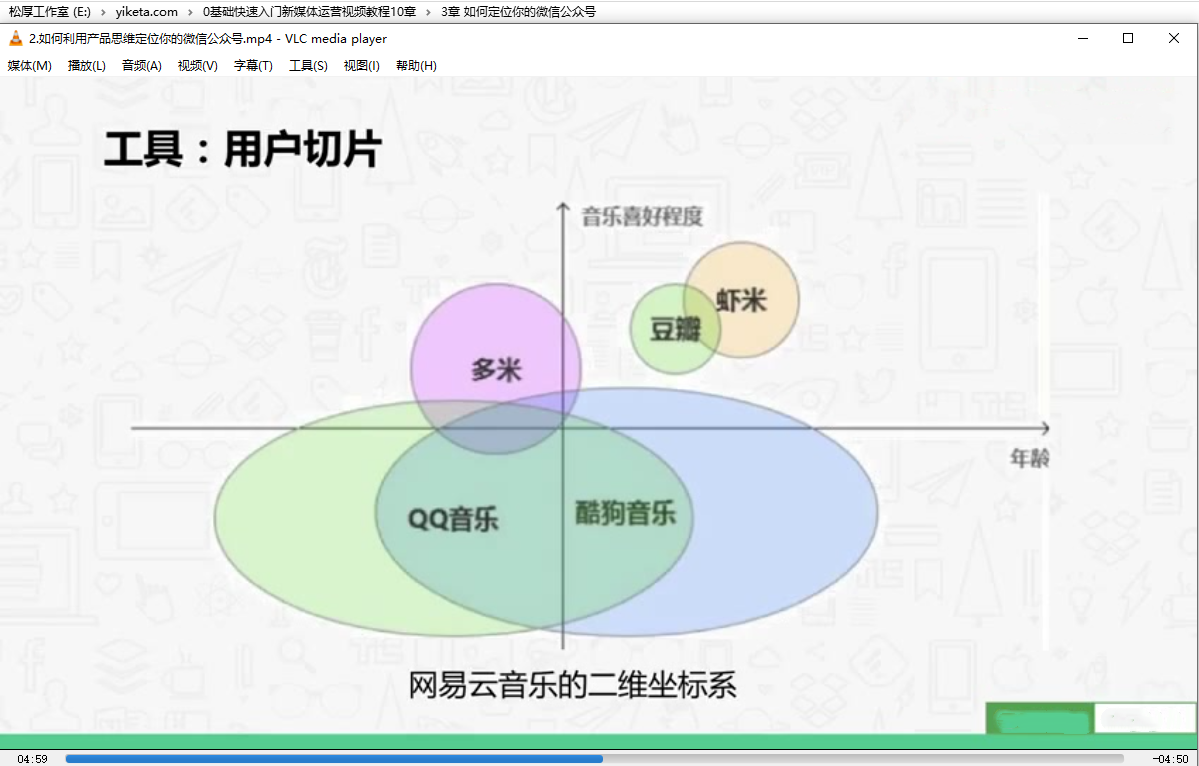 松厚工作室 (E:) › yiketa.com › 0基础快速入门新媒体运营视频教程10章 › 3章 如何定位你的微信公众号
2.如何利用产品思维定位你的微信公众号.mp4 - VLC media player
媒体(M) 播放(L) 音频(A) 视频(V) 字幕(T) 工具(S) 视图(I) 帮助(H)
工具：用户切片
音乐喜好程度
虾米
豆瓣
多米
年龄
QQ音乐 酷狗音乐
网易云音乐的二维坐标系
04:59 −04:50